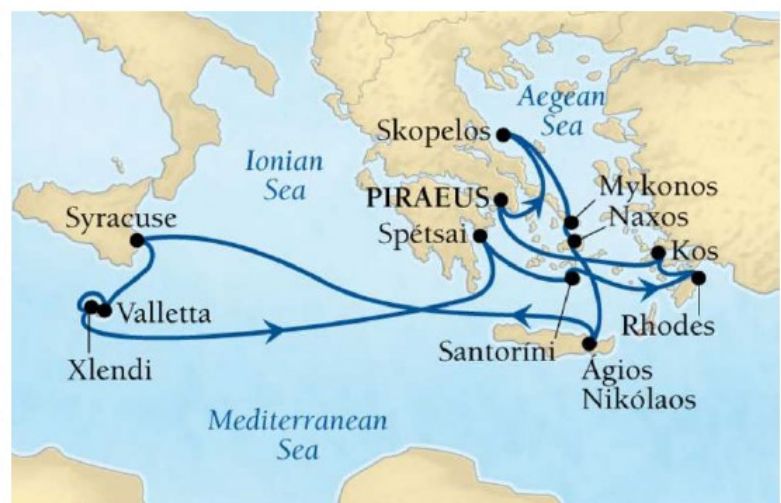 Aegean
Sea
Skopelos
Ionian
Sea
PIRAEUS
Mykonos
Naxos
Spétsai
Syracuse
Kos
Valletta
Rhodes
Xlendi
Santoríni
Ágios
Nikólaos
Mediterranean
Sea